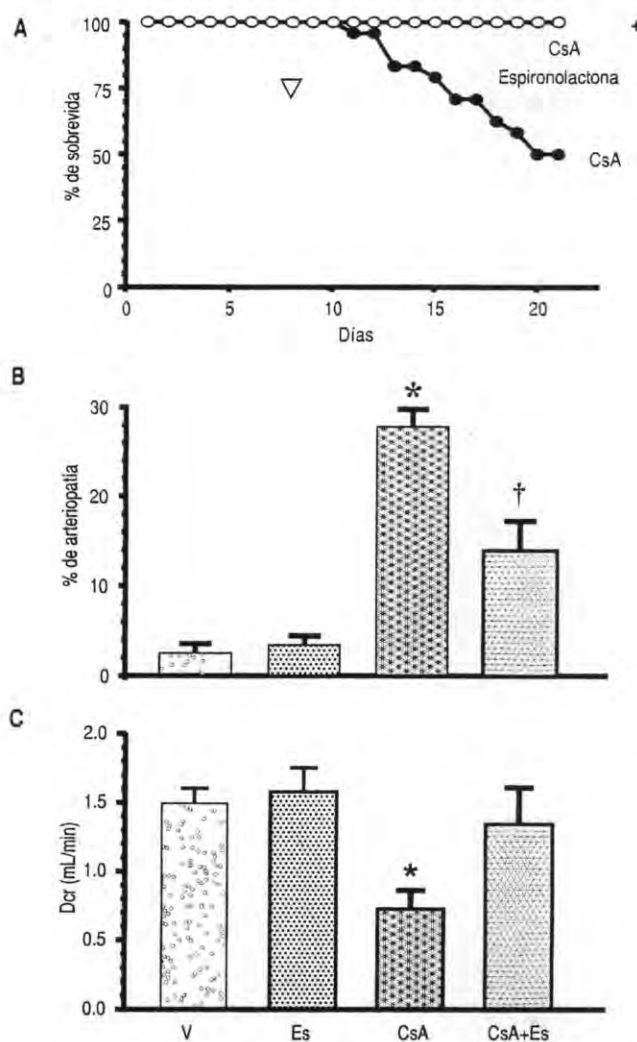 A
% de sobrevida
100
75
50
25
0
0 5 10 15 20
Días
CsA +
Espironolactona
CsA
B
% de arteriopatía
30
20
10
0
*
†
C
Dcr (mL/min)
2.0
1.5
1.0
0.5
0.0
*
V Es CsA CsA+Es